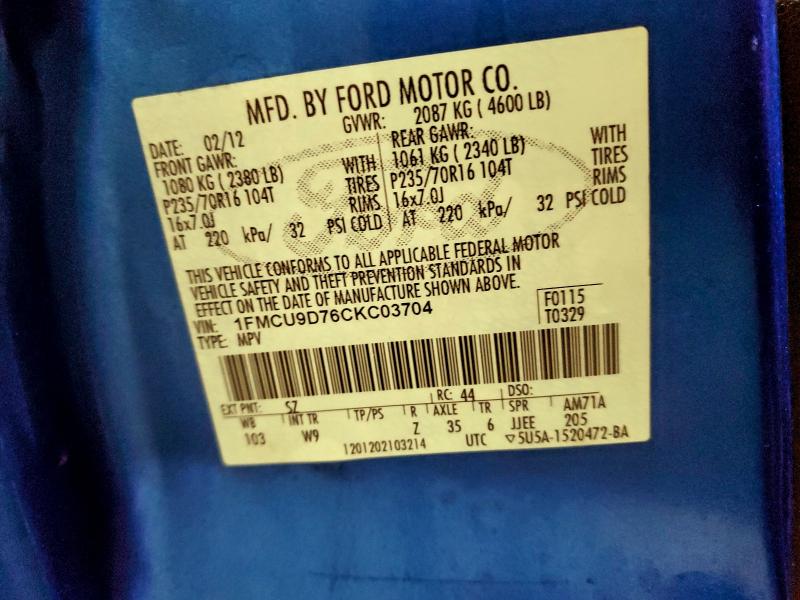 MFD. BY FORD MOTOR CO.
DATE: 02/12 GVWR: 2087 KG ( 4600 LB)
FRONT GAWR: REAR GAWR:
1080 KG ( 2380 LB) WITH 1061 KG ( 2340 LB) WITH
P235/70R16 104T TIRES P235/70R16 104T TIRES
16x7.0J RIMS 16x7.0J RIMS
AT 220 kPa/ 32 PSI COLD AT 220 kPa/ 32 PSI COLD
Ford
THIS VEHICLE CONFORMS TO ALL APPLICABLE FEDERAL MOTOR
VEHICLE SAFETY AND THEFT PREVENTION STANDARDS IN
EFFECT ON THE DATE OF MANUFACTURE SHOWN ABOVE.
VIN: 1FMCU9D76CKC03704 F0115
TYPE: MPV T0329
EXT PNT: SZ RC: 44 DSO:
WB INT TR TP/PS R AXLE TR SPR AM71A
103 W9 Z 35 6 JJEE 205
1201202103214 UTC ▽5U5A-1520472-BA